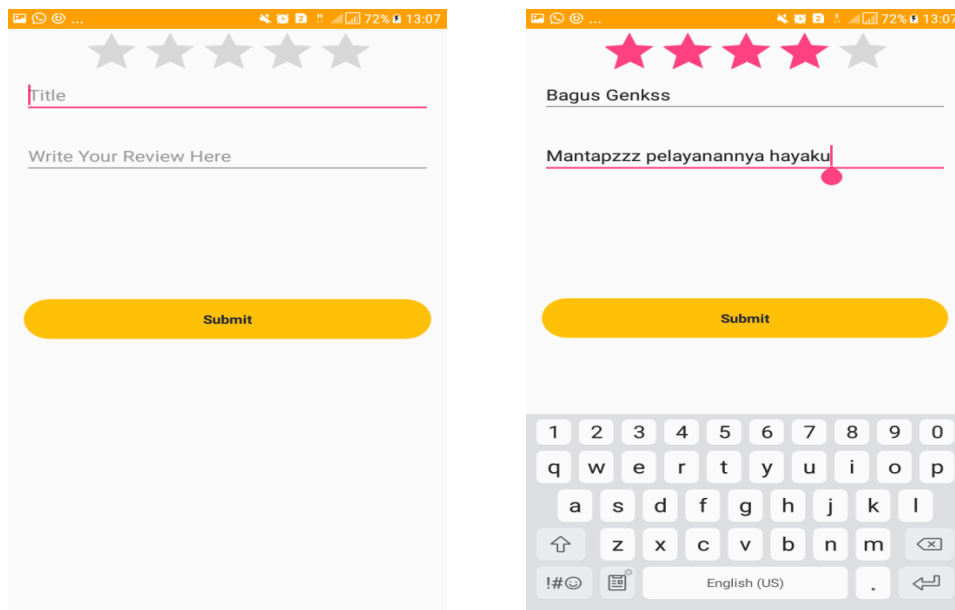 ... 72% 13:07
Title
Write Your Review Here
Submit
... 72% 13:07
Bagus Genkss
Mantapzzz pelayanannya hayaku
Submit
1 2 3 4 5 6 7 8 9 0
q w e r t y u i o p
a s d f g h j k l
z x c v b n m
!#☺ English (US) .